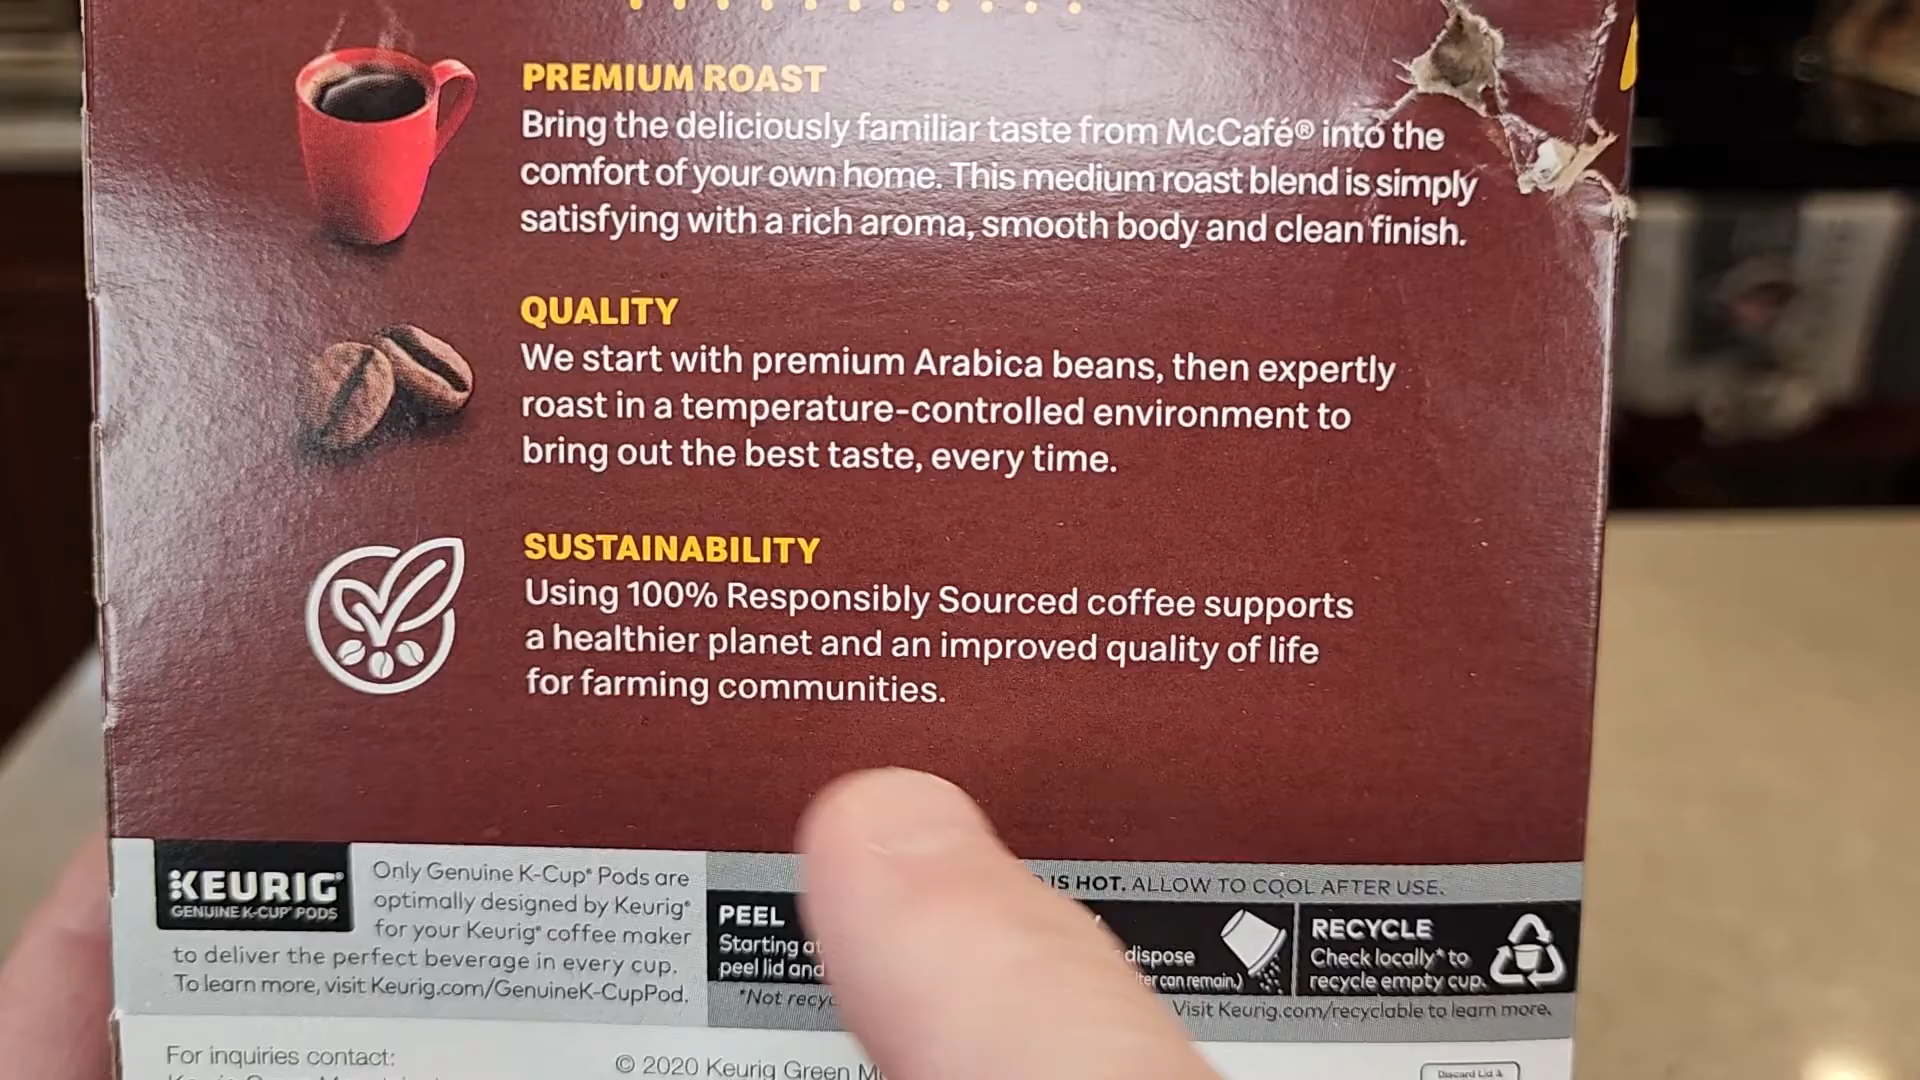 PREMIUM ROAST
Bring the deliciously familiar taste from McCafé® into the
comfort of your own home. This medium roast blend is simply
satisfying with a rich aroma, smooth body and clean finish.
QUALITY
We start with premium Arabica beans, then expertly
roast in a temperature-controlled environment to
bring out the best taste, every time.
SUSTAINABILITY
Using 100% Responsibly Sourced coffee supports
a healthier planet and an improved quality of life
for farming communities.
KEURIG®
GENUINE K-CUP® PODS
Only Genuine K-Cup® Pods are
optimally designed by Keurig®
for your Keurig® coffee maker
to deliver the perfect beverage in every cup.
To learn more, visit Keurig.com/GenuineK-CupPod.
IS HOT. ALLOW TO COOL AFTER USE.
PEEL
Starting at
peel lid and
dispose
can remain.)
RECYCLE
Check locally* to
recycle empty cup.
*Not
Visit Keurig.com/recyclable to learn more.
For inquiries contact:
© 2020 Keurig Green
Discard Lid &